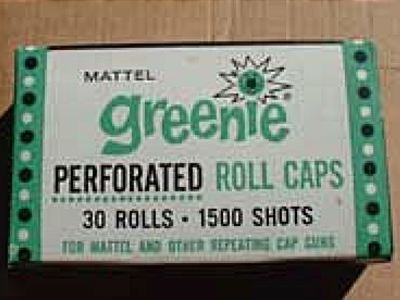 MATTEL
greenie®
PERFORATED ROLL CAPS
30 ROLLS • 1500 SHOTS
FOR MATTEL AND OTHER REPEATING CAP GUNS